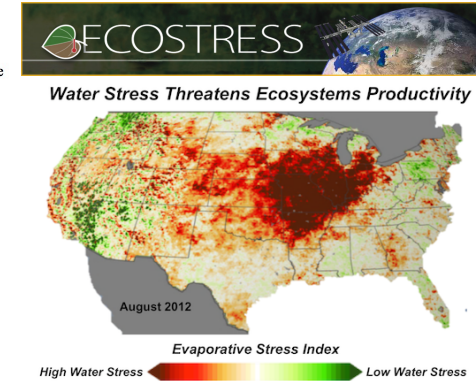 ECOSTRESS
e
Water Stress Threatens Ecosystems Productivity
August 2012
Evaporative Stress Index
High Water Stress Low Water Stress